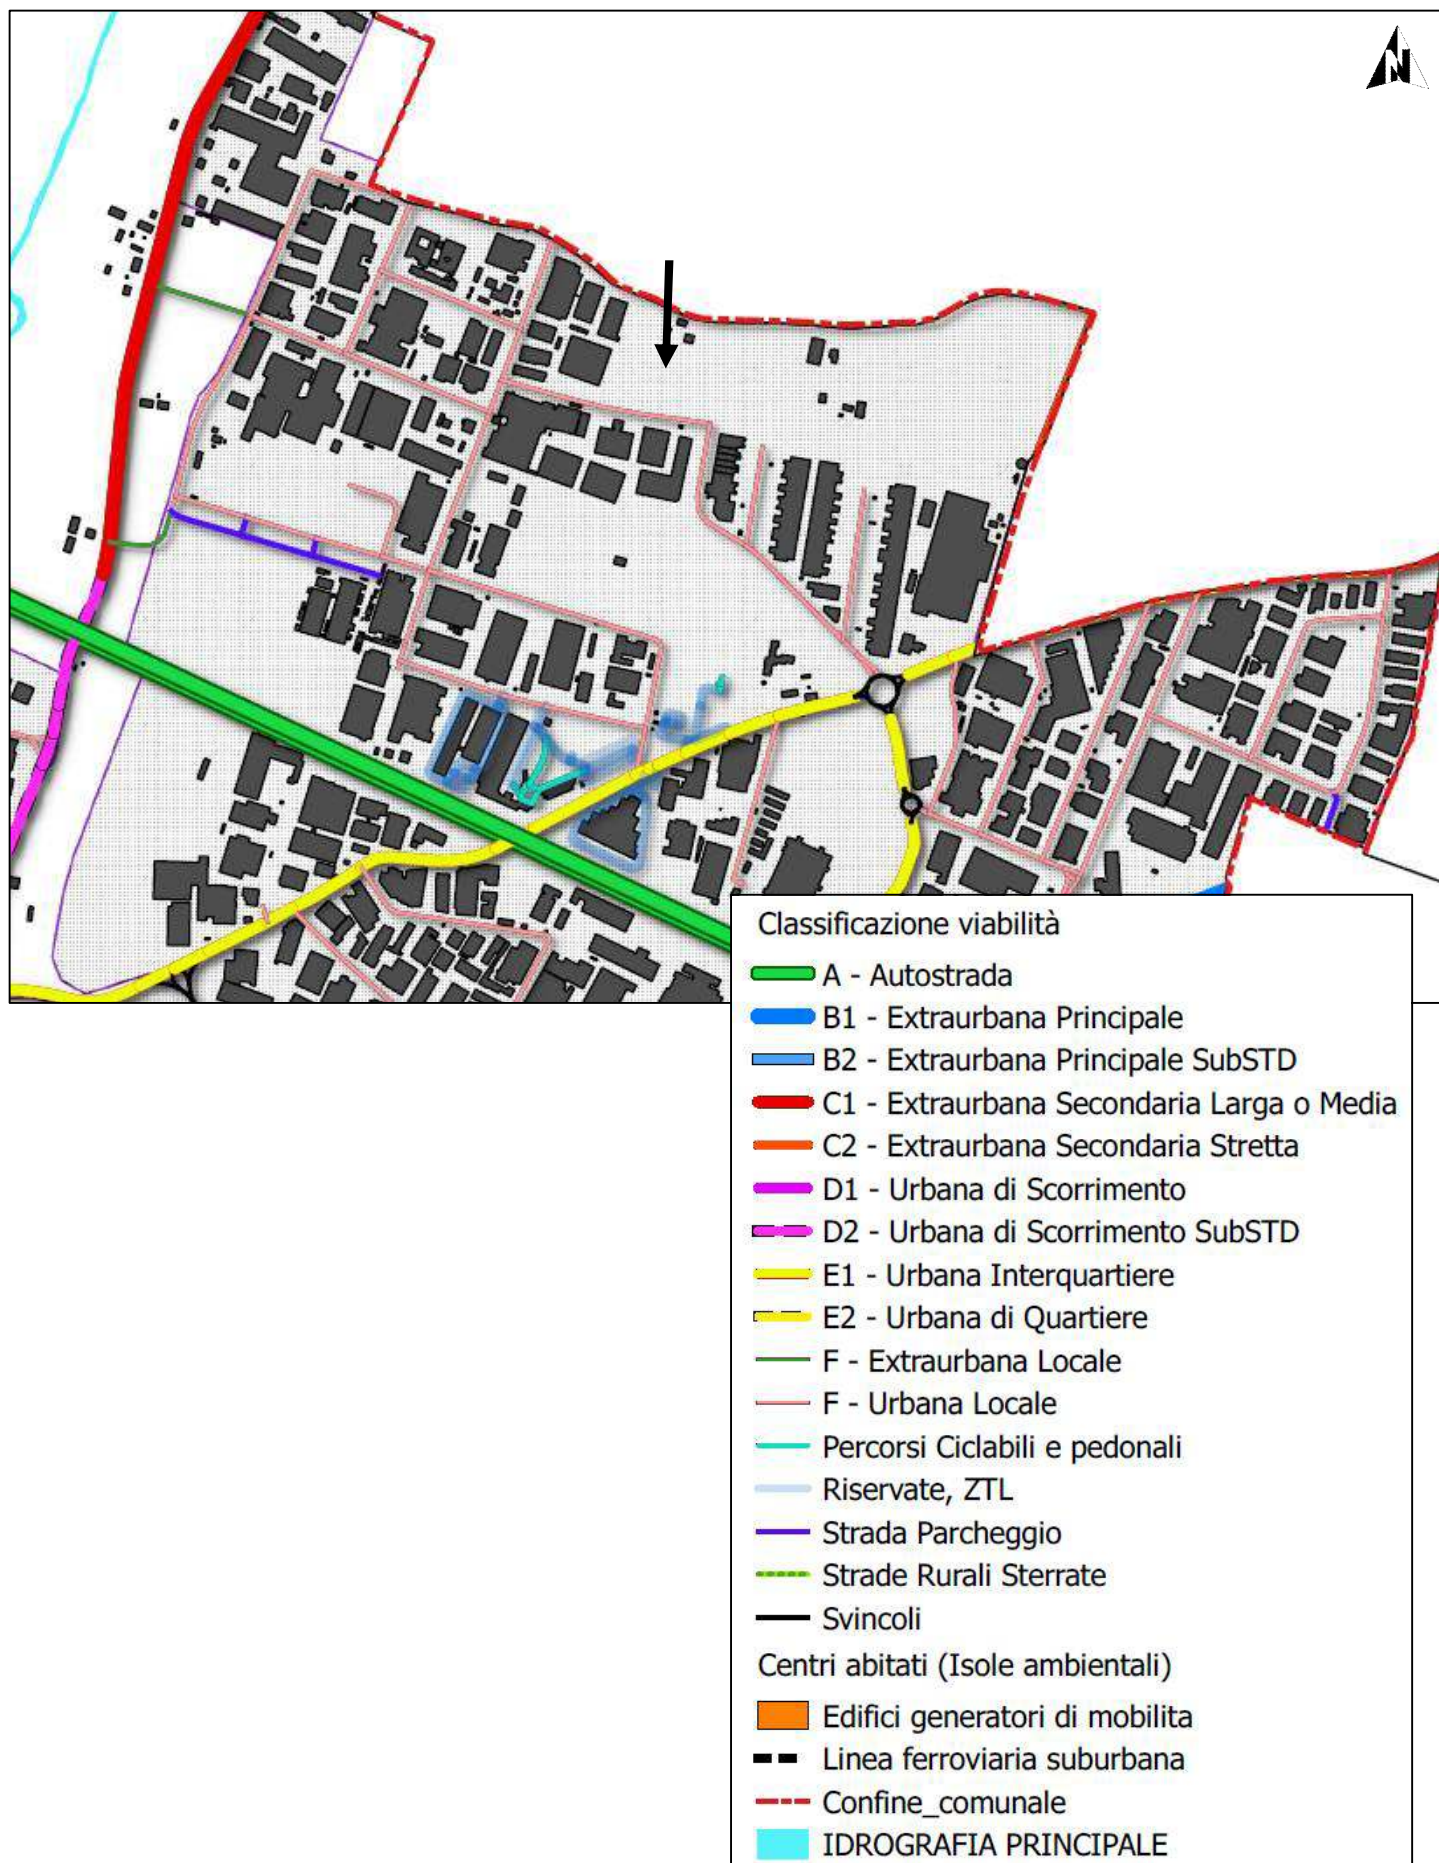 N
Classificazione viabilità
A - Autostrada
B1 - Extraurbana Principale
B2 - Extraurbana Principale SubSTD
C1 - Extraurbana Secondaria Larga o Media
C2 - Extraurbana Secondaria Stretta
D1 - Urbana di Scorrimento
D2 - Urbana di Scorrimento SubSTD
E1 - Urbana Interquartiere
E2 - Urbana di Quartiere
F - Extraurbana Locale
F - Urbana Locale
Percorsi Ciclabili e pedonali
Riservate, ZTL
Strada Parcheggio
Strade Rurali Sterrate
Svincoli
Centri abitati (Isole ambientali)
Edifici generatori di mobilita
Linea ferroviaria suburbana
Confine_comunale
IDROGRAFIA PRINCIPALE